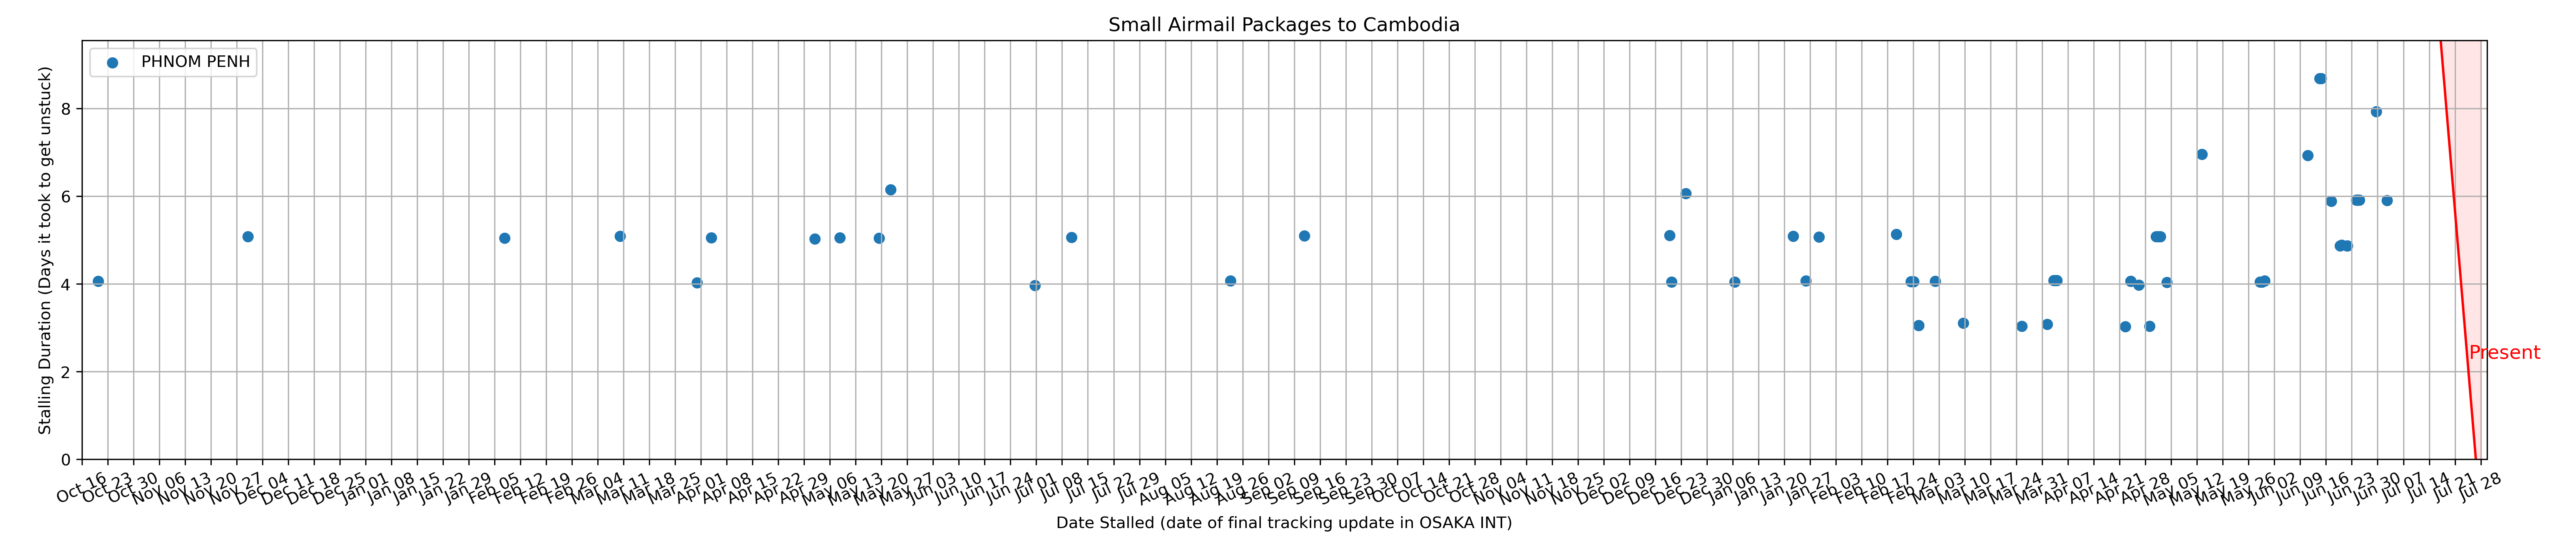 Small Airmail Packages to Cambodia
PHNOM PENH
Stalling Duration (Days it took to get unstuck)
8
6
4
2
0
Present
Oct 16 Oct 23 Oct 30 Nov 06 Nov 13 Nov 20 Nov 27 Dec 04 Dec 11 Dec 18 Dec 25 Jan 01 Jan 08 Jan 15 Jan 22 Jan 29 Feb 05 Feb 12 Feb 19 Feb 26 Mar 04 Mar 11 Mar 18 Mar 25 Apr 01 Apr 08 Apr 15 Apr 22 Apr 29 May 06 May 13 May 20 May 27 Jun 03 Jun 10 Jun 17 Jun 24 Jul 01 Jul 08 Jul 15 Jul 22 Jul 29 Aug 05 Aug 12 Aug 19 Aug 26 Sep 02 Sep 09 Sep 16 Sep 23 Sep 30 Oct 07 Oct 14 Oct 21 Oct 28 Nov 04 Nov 11 Nov 18 Nov 25 Dec 02 Dec 09 Dec 16 Dec 23 Dec 30 Jan 06 Jan 13 Jan 20 Jan 27 Feb 03 Feb 10 Feb 17 Feb 24 Mar 03 Mar 10 Mar 17 Mar 24 Mar 31 Apr 07 Apr 14 Apr 21 Apr 28 May 05 May 12 May 19 May 26 Jun 02 Jun 09 Jun 16 Jun 23 Jun 30 Jul 07 Jul 14 Jul 21 Jul 28
Date Stalled (date of final tracking update in OSAKA INT)